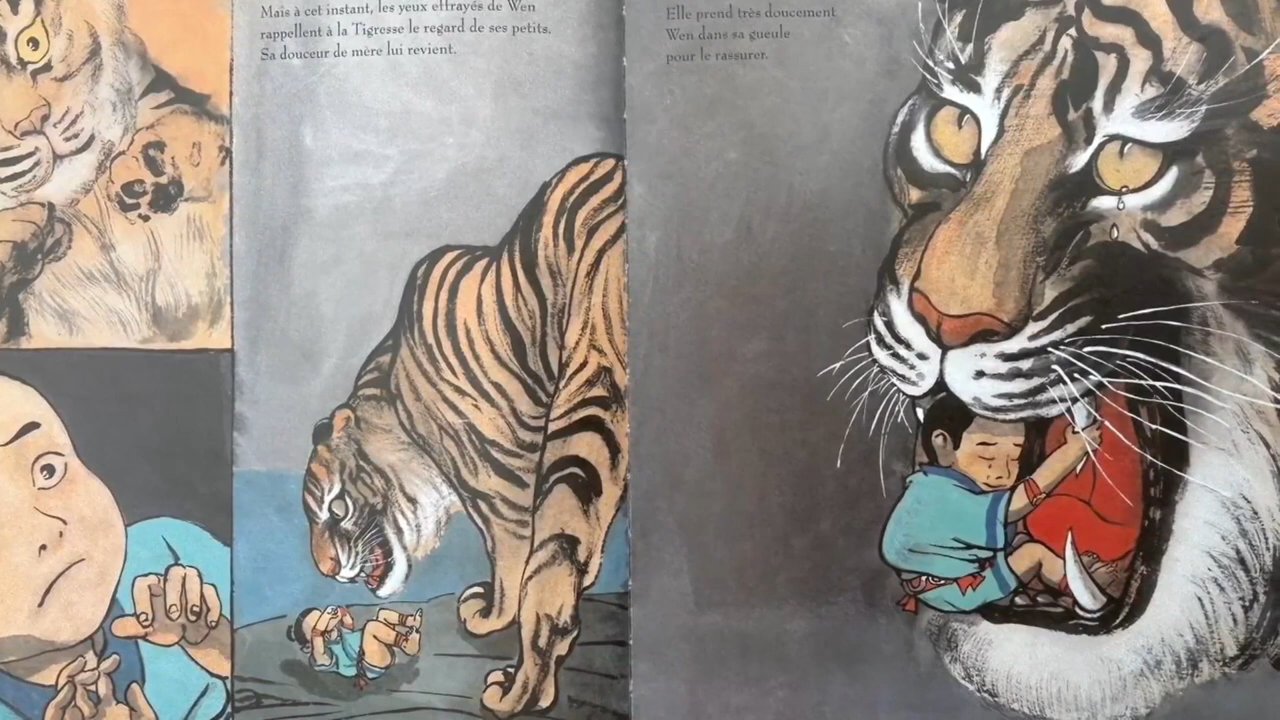 Mais à cet instant, les yeux effrayés de Wen
rappellent à la Tigresse le regard de ses petits.
Sa douceur de mère lui revient.
Elle prend très doucement
Wen dans sa gueule
pour le rassurer.